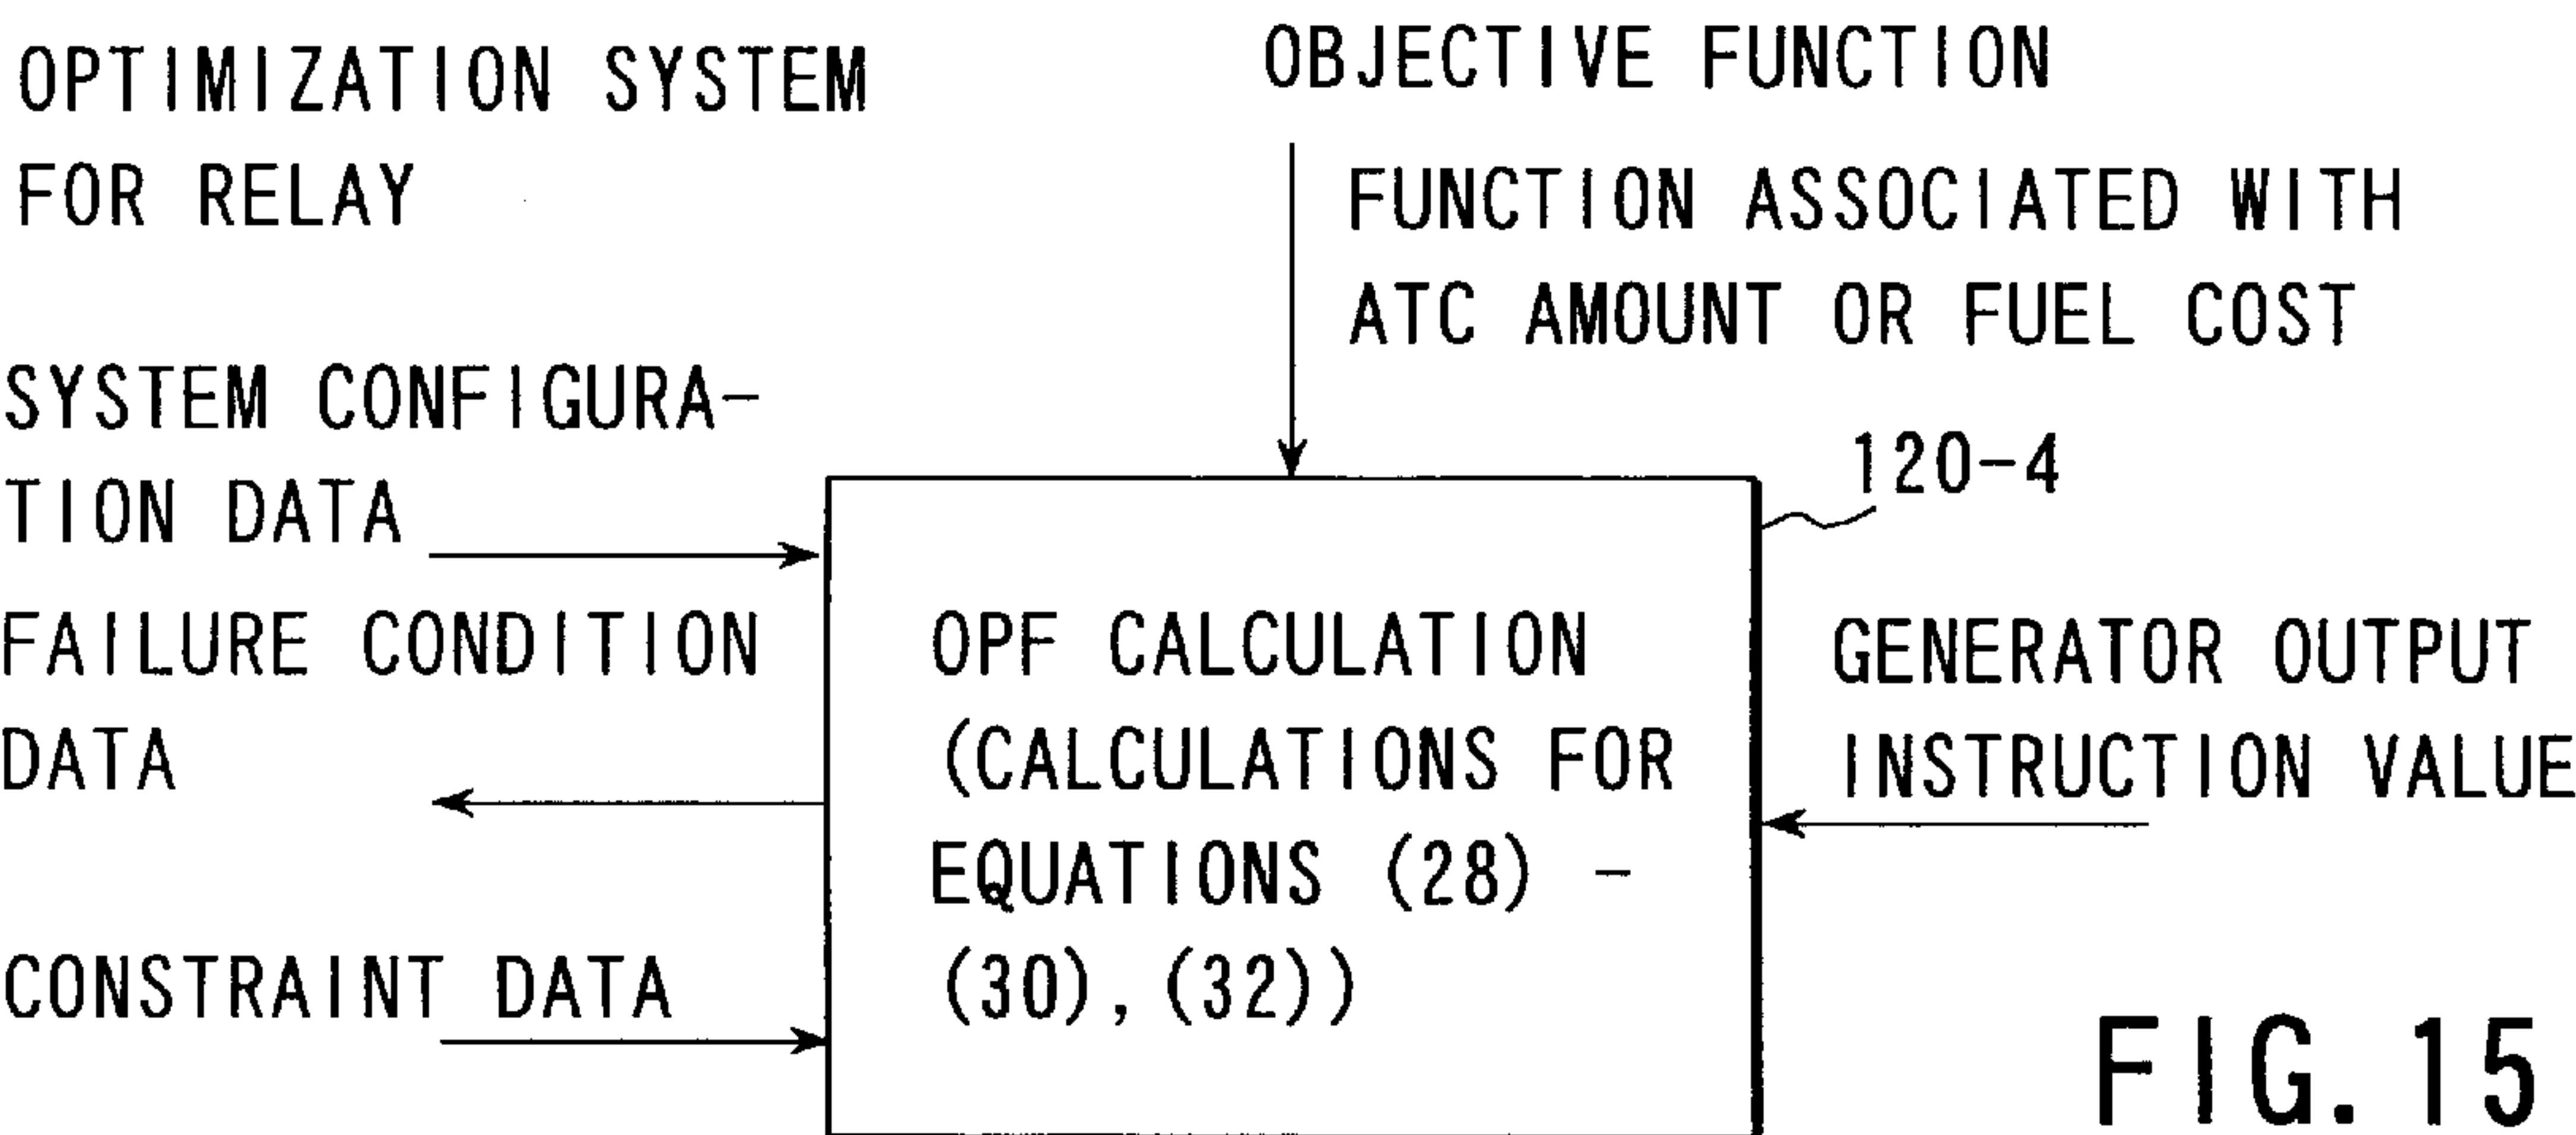 OPTIMIZATION SYSTEM
FOR RELAY
OBJECTIVE FUNCTION
FUNCTION ASSOCIATED WITH
ATC AMOUNT OR FUEL COST
SYSTEM CONFIGURA-
TION DATA
FAILURE CONDITION
DATA
CONSTRAINT DATA
120-4
OPF CALCULATION
(CALCULATIONS FOR
EQUATIONS (28) -
(30), (32))
GENERATOR OUTPUT
INSTRUCTION VALUE
FIG. 15